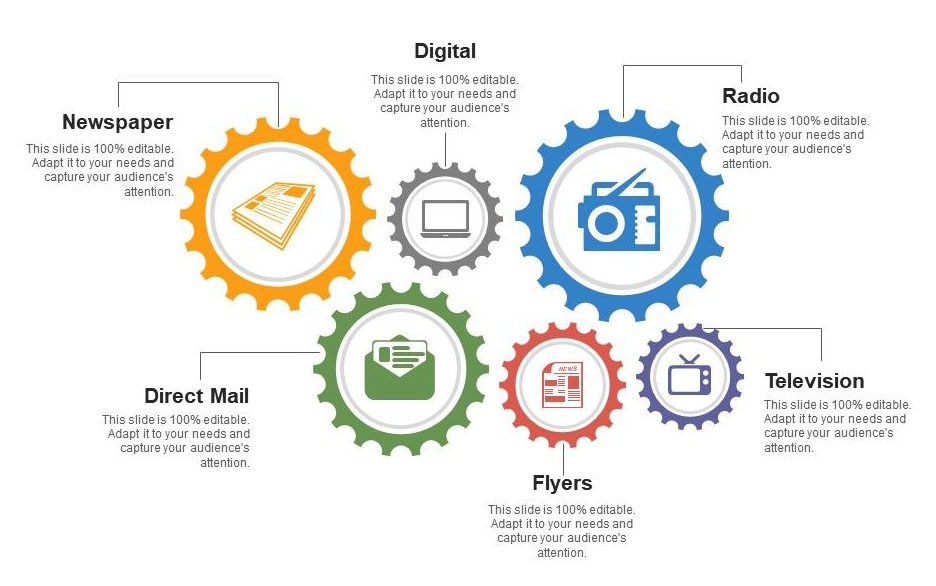 Digital
This slide is 100% editable.
Adapt it to your needs and
capture your audience's
attention.
Newspaper
This slide is 100% editable.
Adapt it to your needs and
capture your audience's
attention.
Radio
This slide is 100% editable.
Adapt it to your needs and
capture your audience's
attention.
Direct Mail
This slide is 100% editable.
Adapt it to your needs and
capture your audience's
attention.
NEWS
Flyers
This slide is 100% editable.
Adapt it to your needs and
capture your audience's
attention.
Television
This slide is 100% editable.
Adapt it to your needs and
capture your audience's
attention.